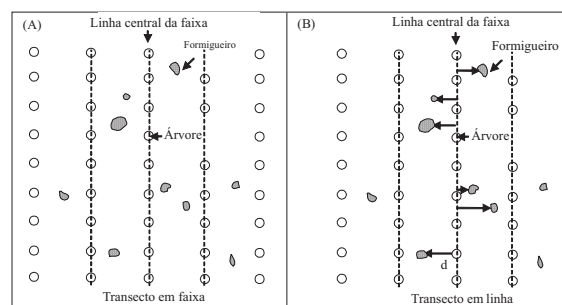 (A)
Linha central da faixa
Formigueiro
Árvore
Transecto em faixa
(B)
Linha central da faixa
Formigueiro
Árvore
d
Transecto em linha